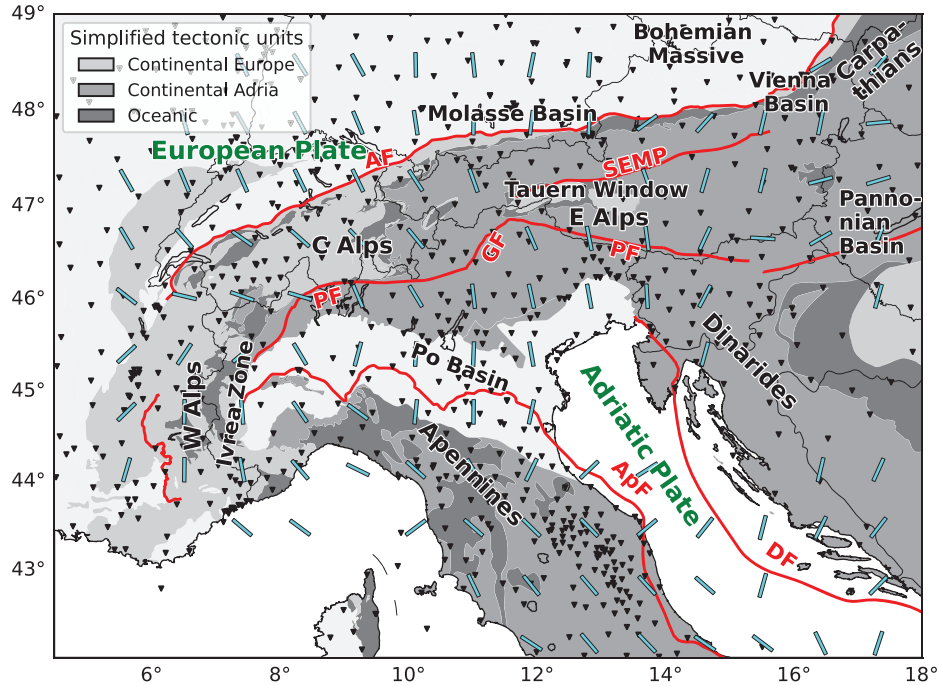 49°
48°
47°
46°
45°
44°
43°
Simplified tectonic units
Continental Europe
Continental Adria
Oceanic
Bohemian
Massive
Carpa-
thians
Vienna
Basin
Molasse Basin
European Plate
AF
SEMP
Tauern Window
E Alps
Panno-
nian
Basin
C Alps
GF
PF
PF
Dinarides
Po Basin
W Alps
Ivrea Zone
Adriatic Plate
Apennines
ApF
DF
6°
8°
10°
12°
14°
16°
18°